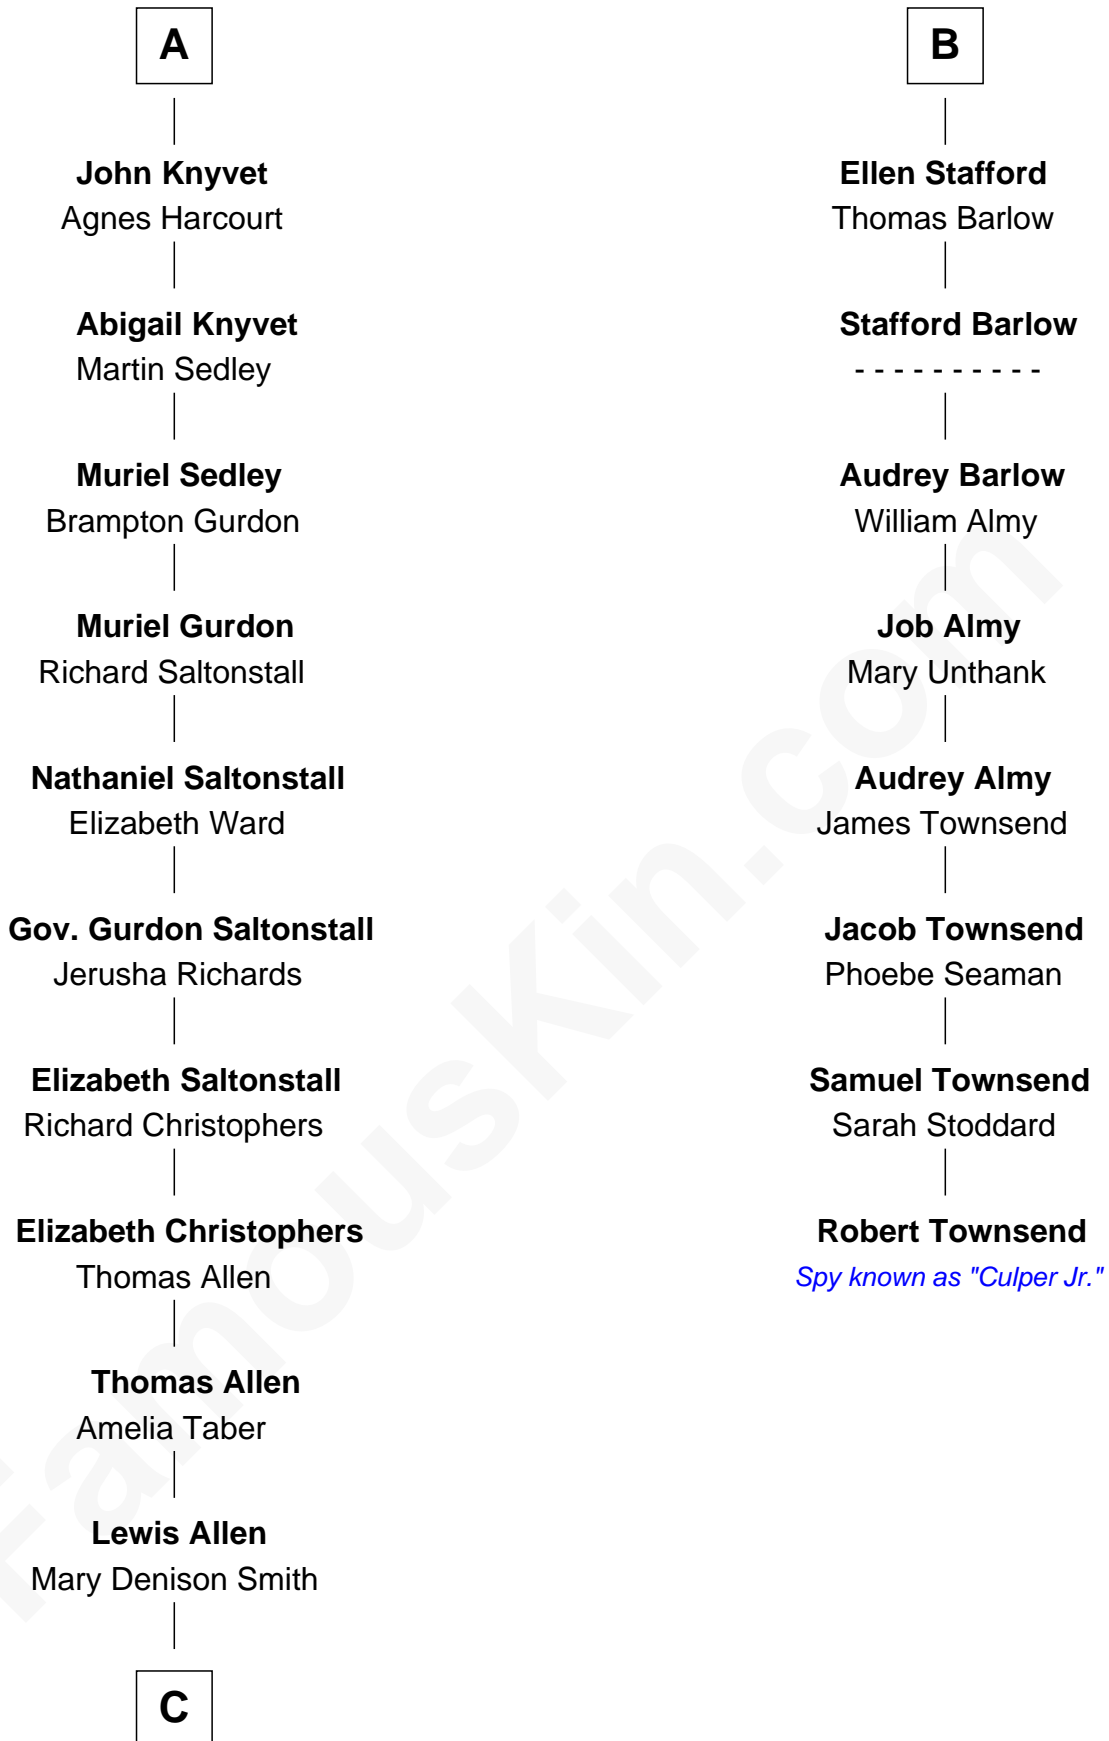 A
John Knyvet
Agnes Harcourt
Abigail Knyvet
Martin Sedley
Muriel Sedley
Brampton Gurdon
Muriel Gurdon
Richard Saltonstall
Nathaniel Saltonstall
Elizabeth Ward
Gov. Gurdon Saltonstall
Jerusha Richards
Elizabeth Saltonstall
Richard Christophers
Elizabeth Christophers
Thomas Allen
Thomas Allen
Amelia Taber
Lewis Allen
Mary Denison Smith
C
B
Ellen Stafford
Thomas Barlow
Stafford Barlow
- - - - - - - - - -
Audrey Barlow
William Almy
Job Almy
Mary Unthank
Audrey Almy
James Townsend
Jacob Townsend
Phoebe Seaman
Samuel Townsend
Sarah Stoddard
Robert Townsend
Spy known as "Culper Jr."
FamousKin.com